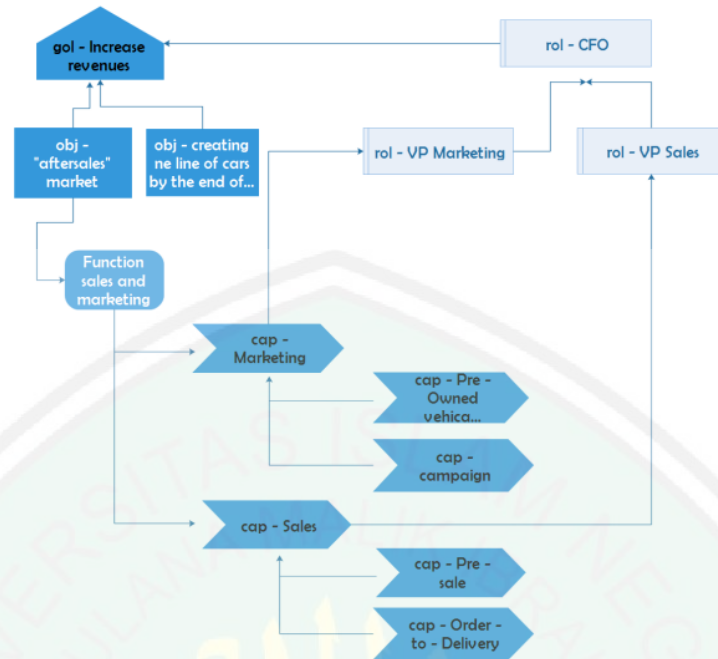 gol - Increase
revenues
rol - CFO
obj -
"aftersales"
market
obj - creating
ne line of cars
by the end of...
rol - VP Marketing
rol - VP Sales
Function
sales and
marketing
cap -
Marketing
cap - Pre -
Owned
vehica...
cap -
campaign
cap - Sales
cap - Pre -
sale
cap - Order -
to - Delivery